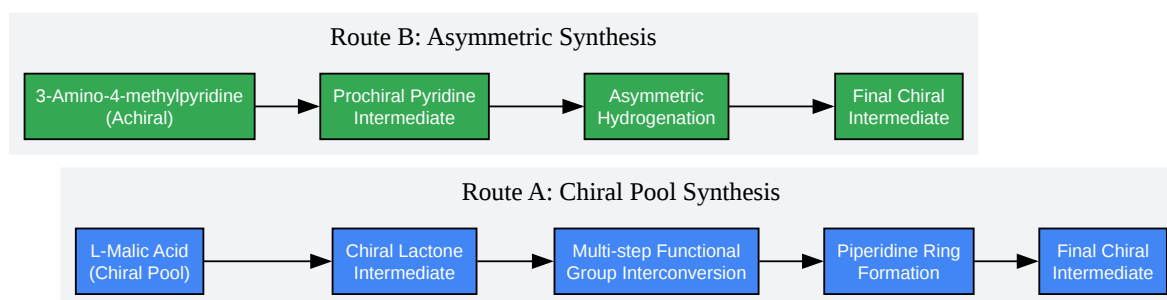 Route B: Asymmetric Synthesis
3-Amino-4-methylpyridine
(Achiral)
Prochiral Pyridine
Intermediate
Asymmetric
Hydrogenation
Final Chiral
Intermediate
Route A: Chiral Pool Synthesis
L-Malic Acid
(Chiral Pool)
Chiral Lactone
Intermediate
Multi-step Functional
Group Interconversion
Piperidine Ring
Formation
Final Chiral
Intermediate